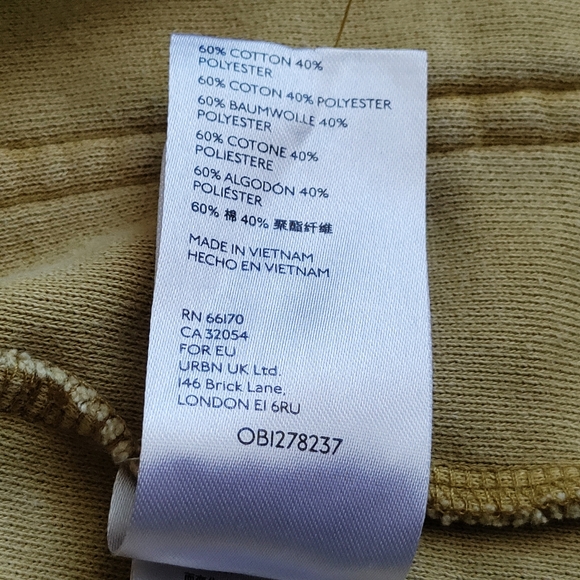 60% COTTON 40%
POLYESTER
60% COTON 40% POLYESTER
60% BAUMWOLLE 40%
POLYESTER
60% COTONE 40%
POLIESTERE
60% ALGODÓN 40%
POLIÉSTER
60% 棉 40% 聚酯纤维
MADE IN VIETNAM
HECHO EN VIETNAM
RN 66170
CA 32054
FOR EU
URBN UK Ltd.
146 Brick Lane,
LONDON E1 6RU
OB1278237